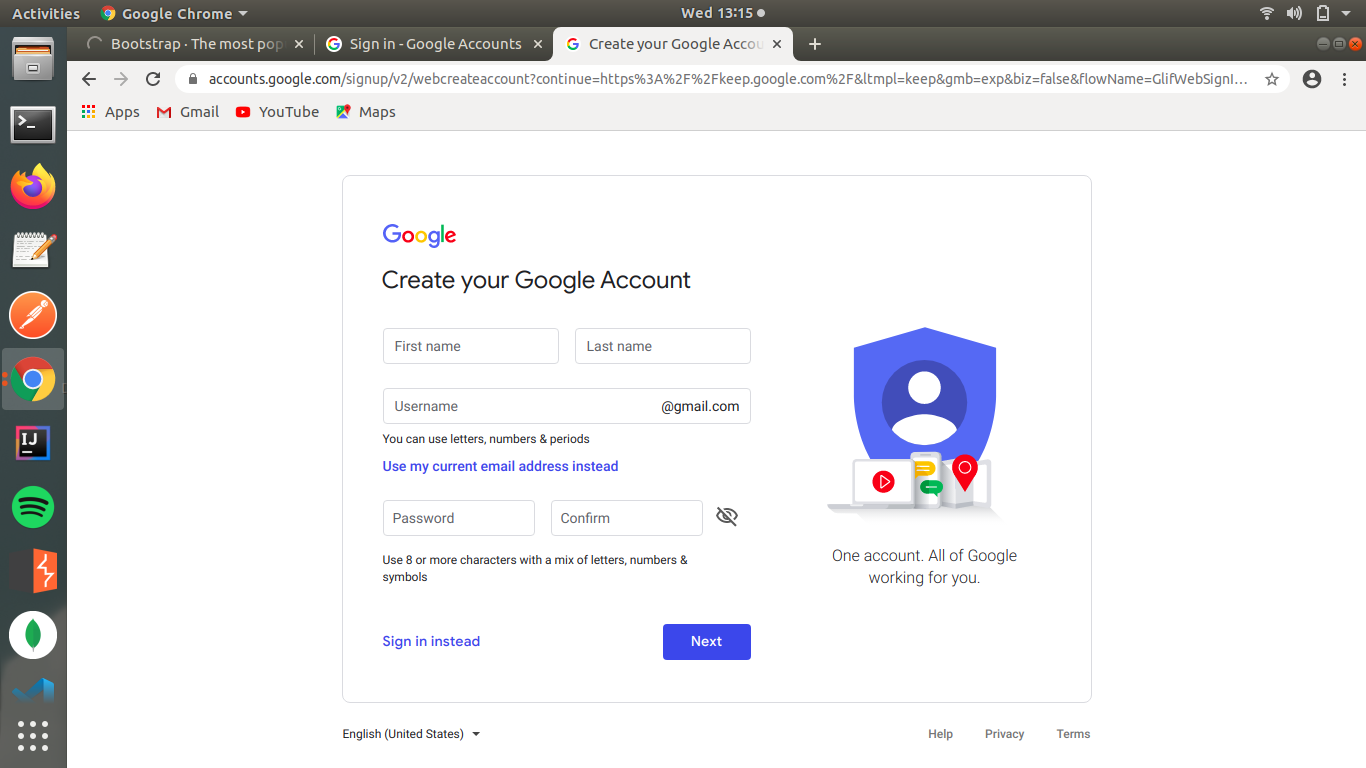 Activities
Google Chrome
Wed 13:15
Bootstrap · The most pop
Sign in - Google Accounts
Create your Google Accou
accounts.google.com/signup/v2/webcreateaccount?continue=https%3A%2F%2Fkeep.google.com%2F&ltmpl=keep&gmb=exp&biz=false&flowName=GlifWebSignI...
Apps
Gmail
YouTube
Maps
Google
Create your Google Account
First name
Last name
Username
@gmail.com
You can use letters, numbers & periods
Use my current email address instead
Password
Confirm
Use 8 or more characters with a mix of letters, numbers &
symbols
One account. All of Google
working for you.
Sign in instead
Next
English (United States)
Help
Privacy
Terms
IJ